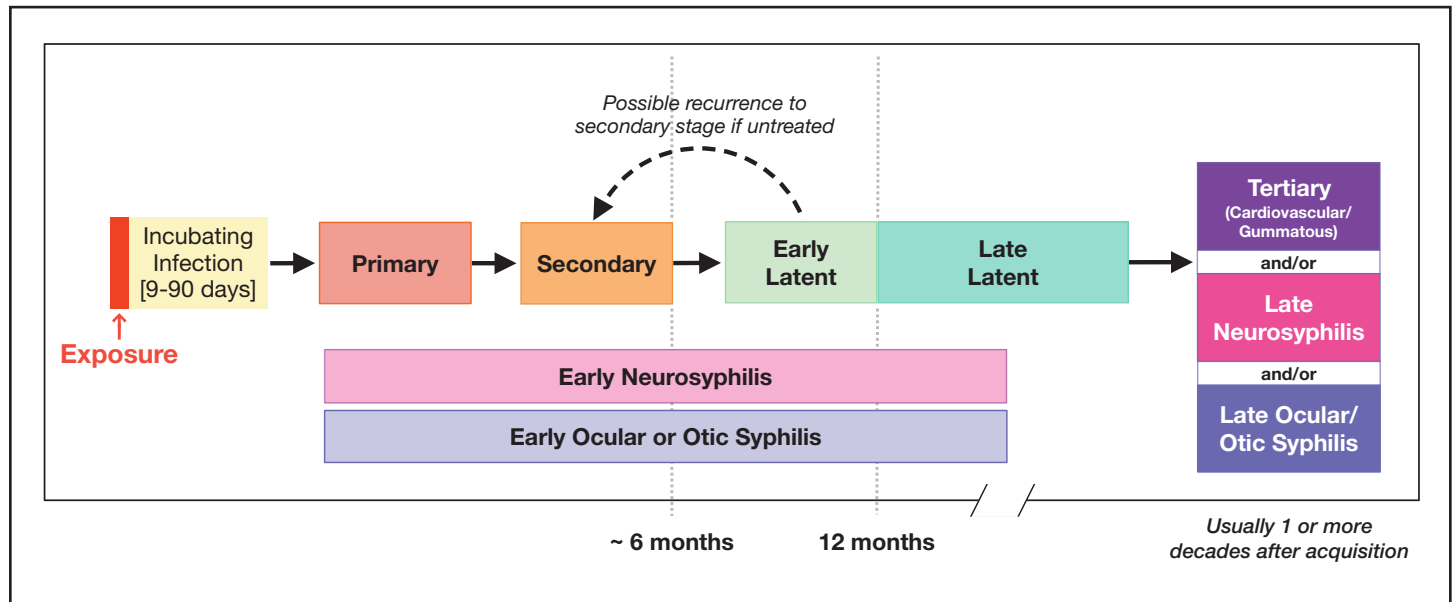 Possible recurrence to
secondary stage if untreated
Incubating
Infection
[9-90 days]
Exposure
Primary
Secondary
Early
Latent
Late
Latent
Tertiary
(Cardiovascular/
Gummatous)
and/or
Late
Neurosyphilis
and/or
Late Ocular/
Otic Syphilis
Early Neurosyphilis
Early Ocular or Otic Syphilis
~ 6 months
12 months
Usually 1 or more
decades after acquisition